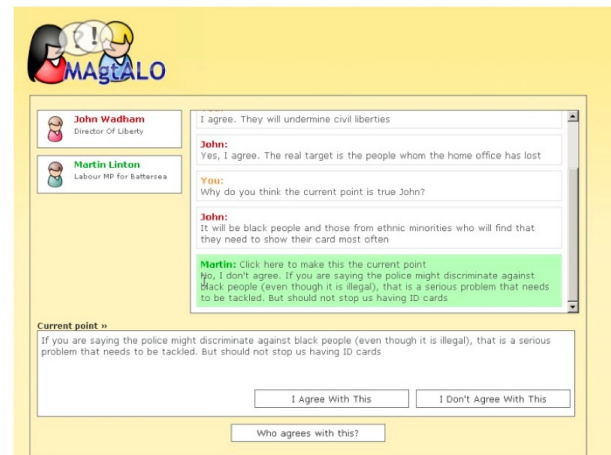 !
MAgtALO
John Wadham
Director Of Liberty
Martin Linton
Labour MP for Battersea
I agree. They will undermine civil liberties
John:
Yes, I agree. The real target is the people whom the home office has lost
You:
Why do you think the current point is true John?
John:
It will be black people and those from ethnic minorities who will find that
they need to show their card most often
Martin: Click here to make this the current point
No, I don't agree. If you are saying the police might discriminate against
black people (even though it is illegal), that is a serious problem that needs
to be tackled. But should not stop us having ID cards
Current point »
If you are saying the police might discriminate against black people (even though it is illegal), that is a serious
problem that needs to be tackled. But should not stop us having ID cards
I Agree With This
I Don't Agree With This
Who agrees with this?